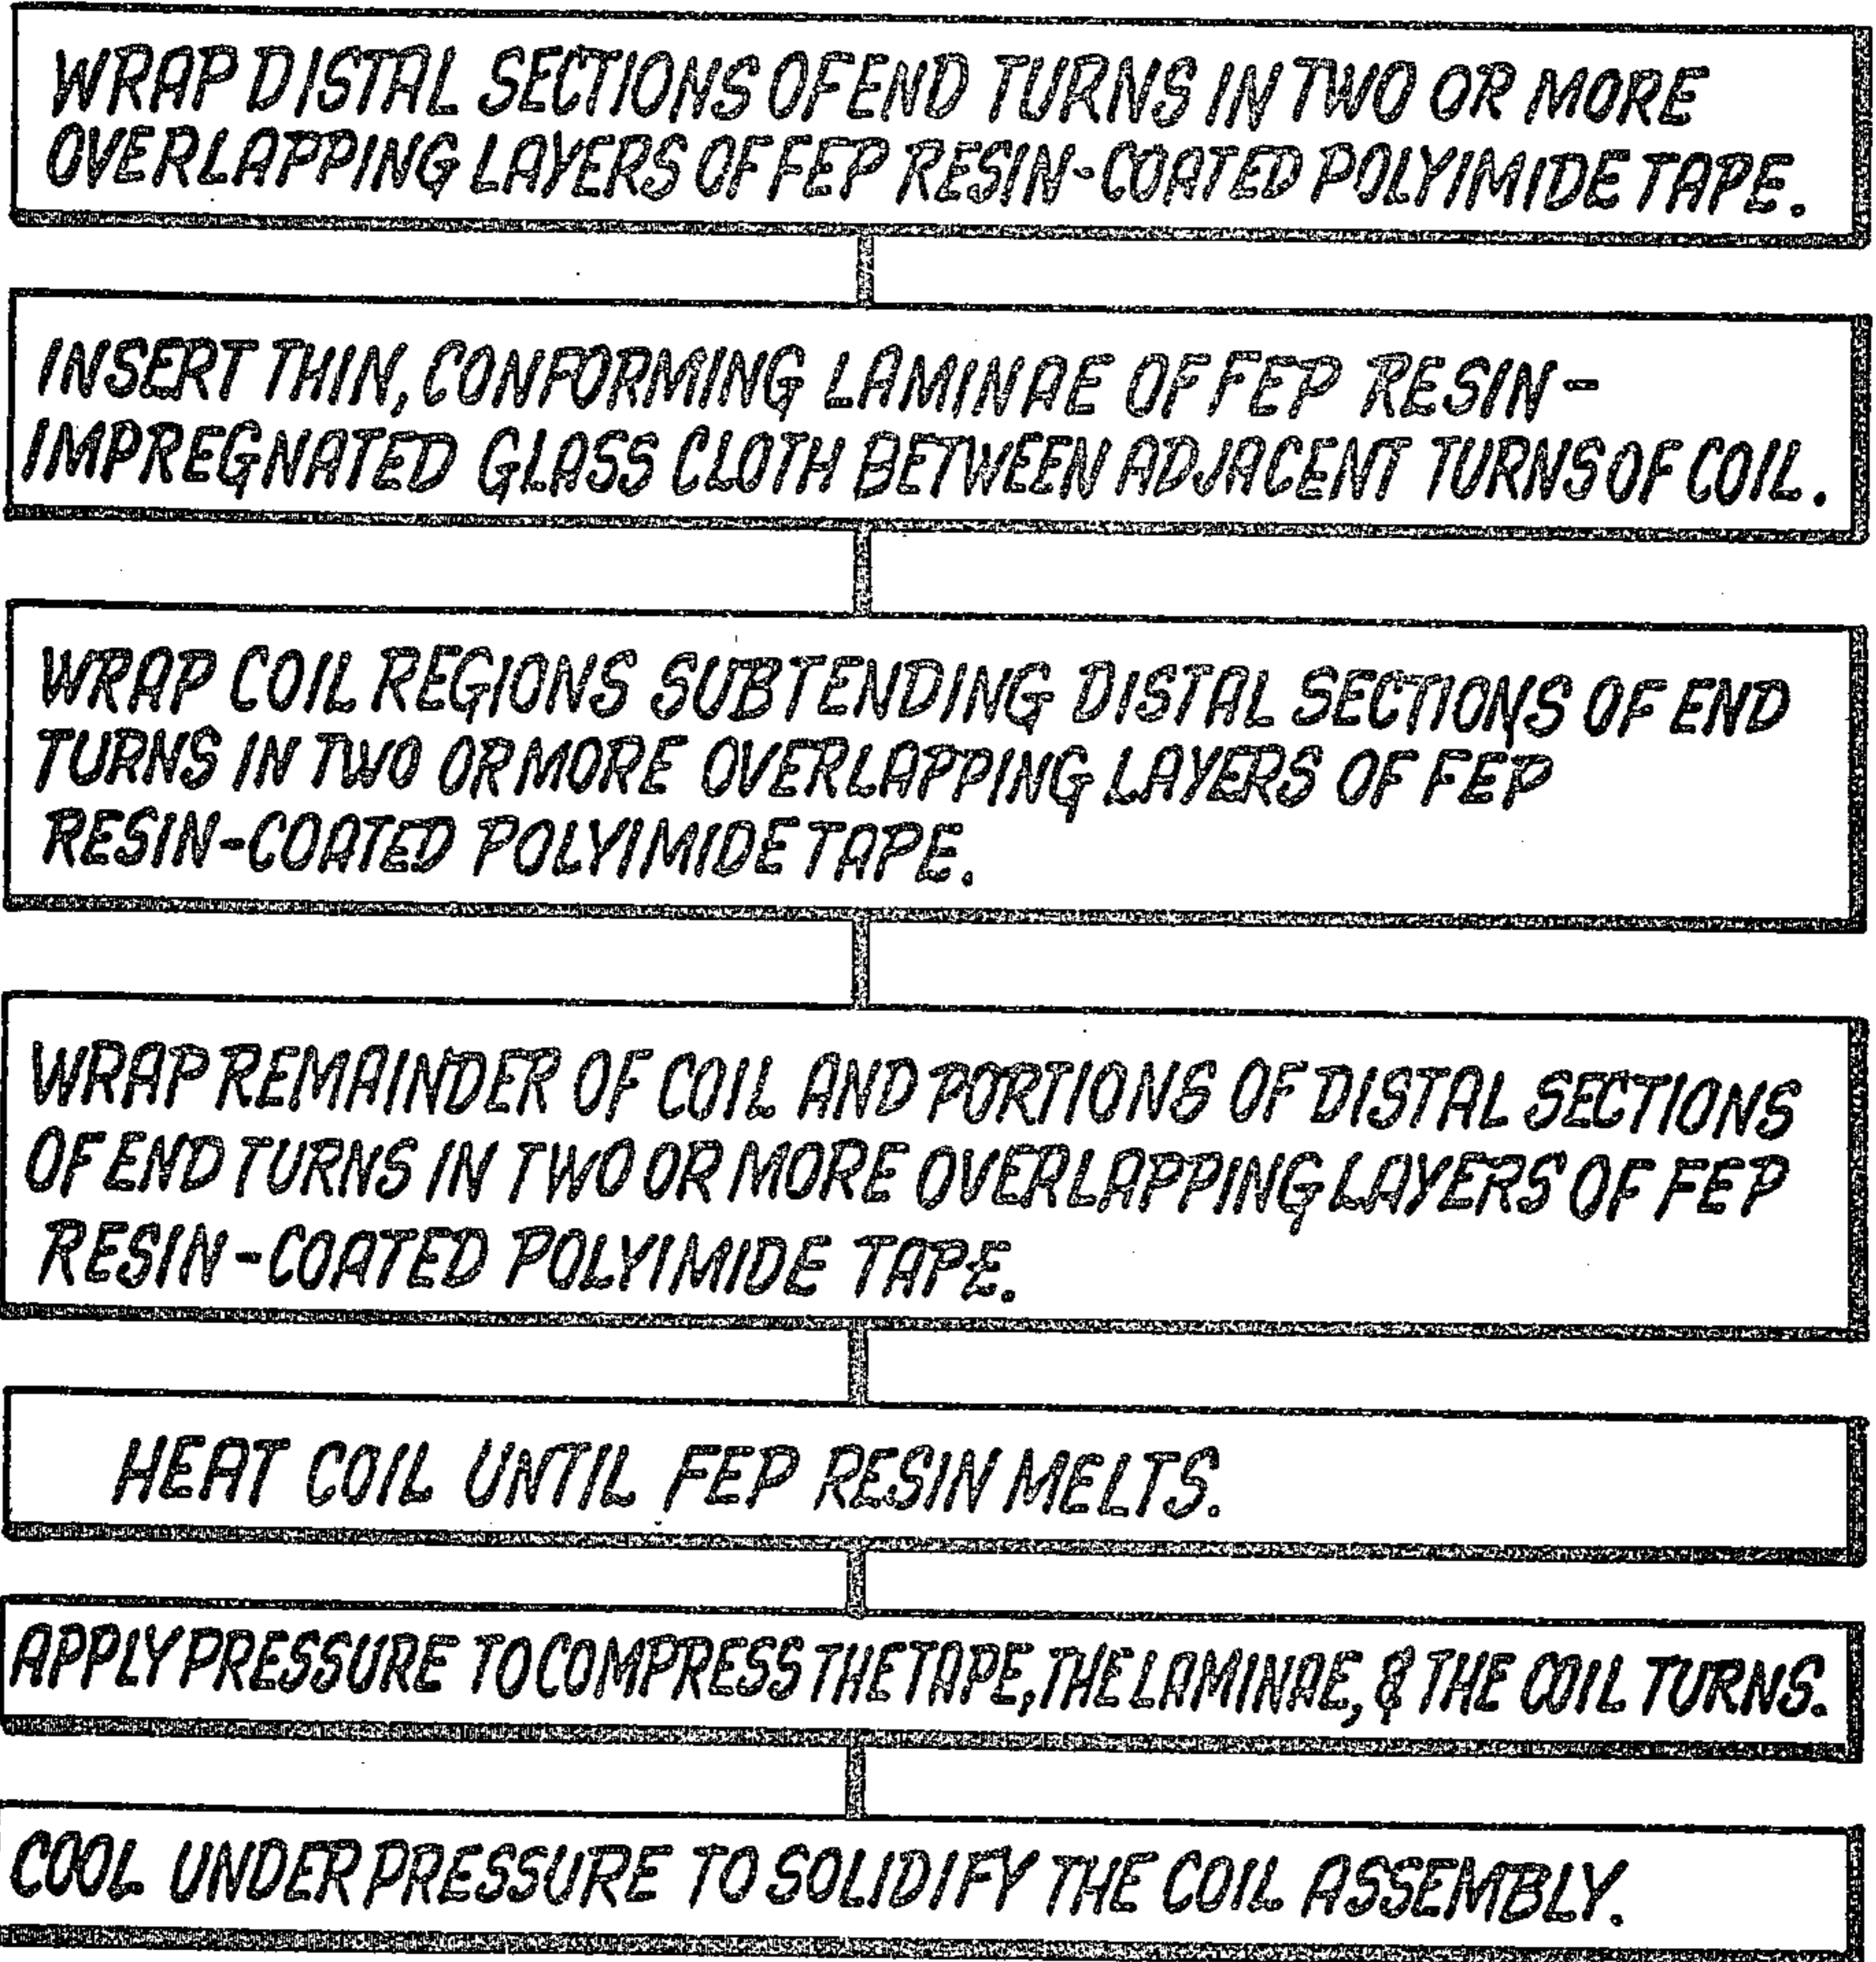 WRAP DISTAL SECTIONS OF END TURNS IN TWO OR MORE
OVERLAPPING LAYERS OF FEP RESIN-COATED POLYIMIDE TAPE.
INSERT THIN, CONFORMING LAMINAE OF FEP RESIN-
IMPREGNATED GLASS CLOTH BETWEEN ADJACENT TURNS OF COIL.
WRAP COIL REGIONS SUBTENDING DISTAL SECTIONS OF END
TURNS IN TWO OR MORE OVERLAPPING LAYERS OF FEP
RESIN-COATED POLYIMIDE TAPE.
WRAP REMAINDER OF COIL AND PORTIONS OF DISTAL SECTIONS
OF END TURNS IN TWO OR MORE OVERLAPPING LAYERS OF FEP
RESIN-COATED POLYIMIDE TAPE.
HEAT COIL UNTIL FEP RESIN MELTS.
APPLY PRESSURE TO COMPRESS THE TAPE, THE LAMINAE, & THE COIL TURNS.
COOL UNDER PRESSURE TO SOLIDIFY THE COIL ASSEMBLY.